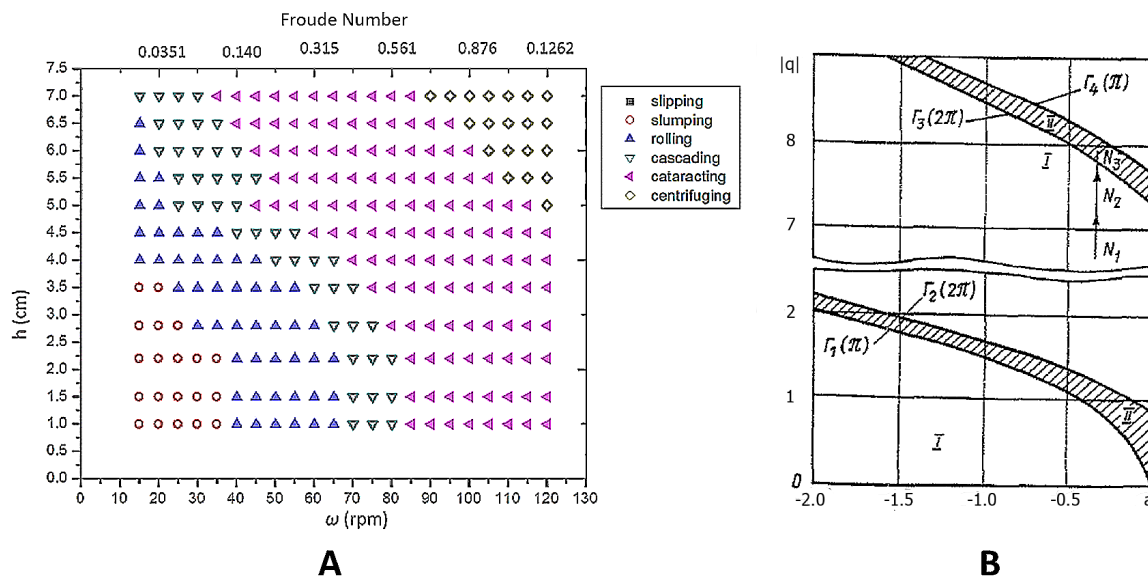 Froude Number
0.0351 0.140 0.315 0.561 0.876 0.1262
7.5
7.0
6.5
6.0
5.5
5.0
4.5
4.0
3.5
3.0
2.5
2.0
1.5
1.0
0.5
0.0
h (cm)
0 10 20 30 40 50 60 70 80 90 100 110 120 130
ω (rpm)
slipping
slumping
rolling
cascading
cataracting
centrifuging
A
|q|
8
7
2
1
0
Γ4(π)
Γ3(2π)
II
I
N3
N2
N1
Γ2(2π)
Γ1(π)
II
I
-2.0 -1.5 -1.0 -0.5 a
B